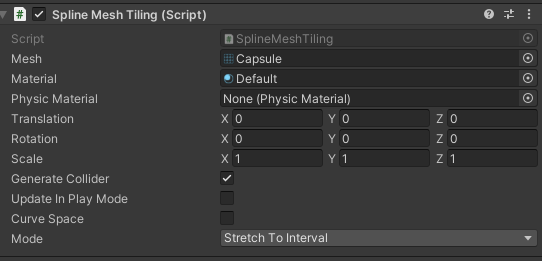 Spline Mesh Tiling (Script)
Script SplineMeshTiling
Mesh Capsule
Material Default
Physic Material None (Physic Material)
Translation X 0 Y 0 Z 0
Rotation X 0 Y 0 Z 0
Scale X 1 Y 1 Z 1
Generate Collider
Update In Play Mode
Curve Space
Mode Stretch To Interval